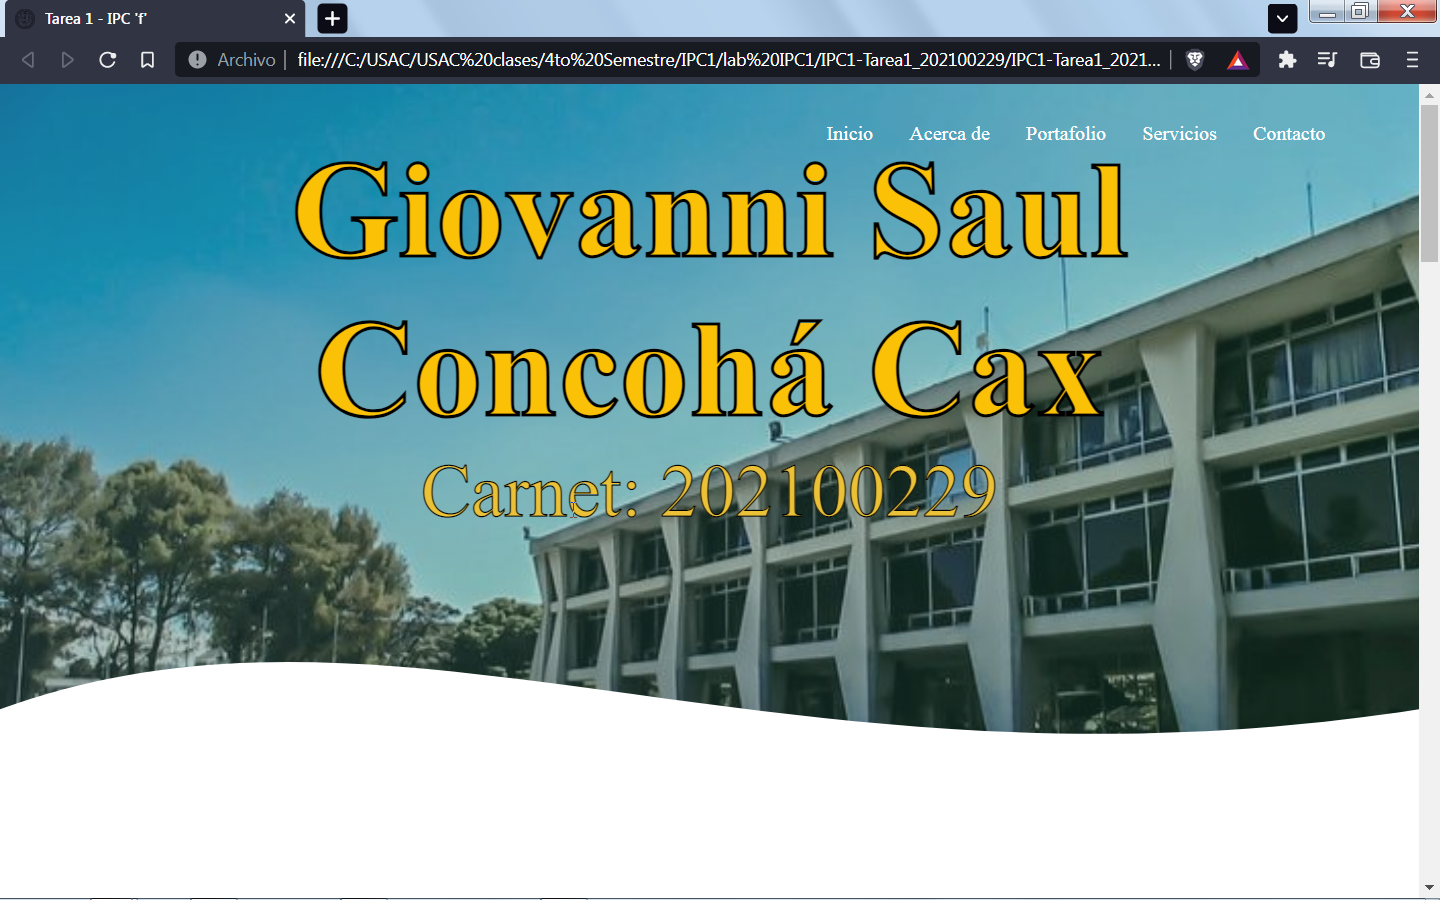 Tarea 1 - IPC 'f'
Archivo
file:///C:/USAC/USAC%20clases/4to%20Semestre/IPC1/lab%20IPC1/IPC1-Tarea1_202100229/IPC1-Tarea1_2021...
Inicio Acerca de Portafolio Servicios Contacto
Giovanni Saul
Concohá Cax
Carnet: 202100229